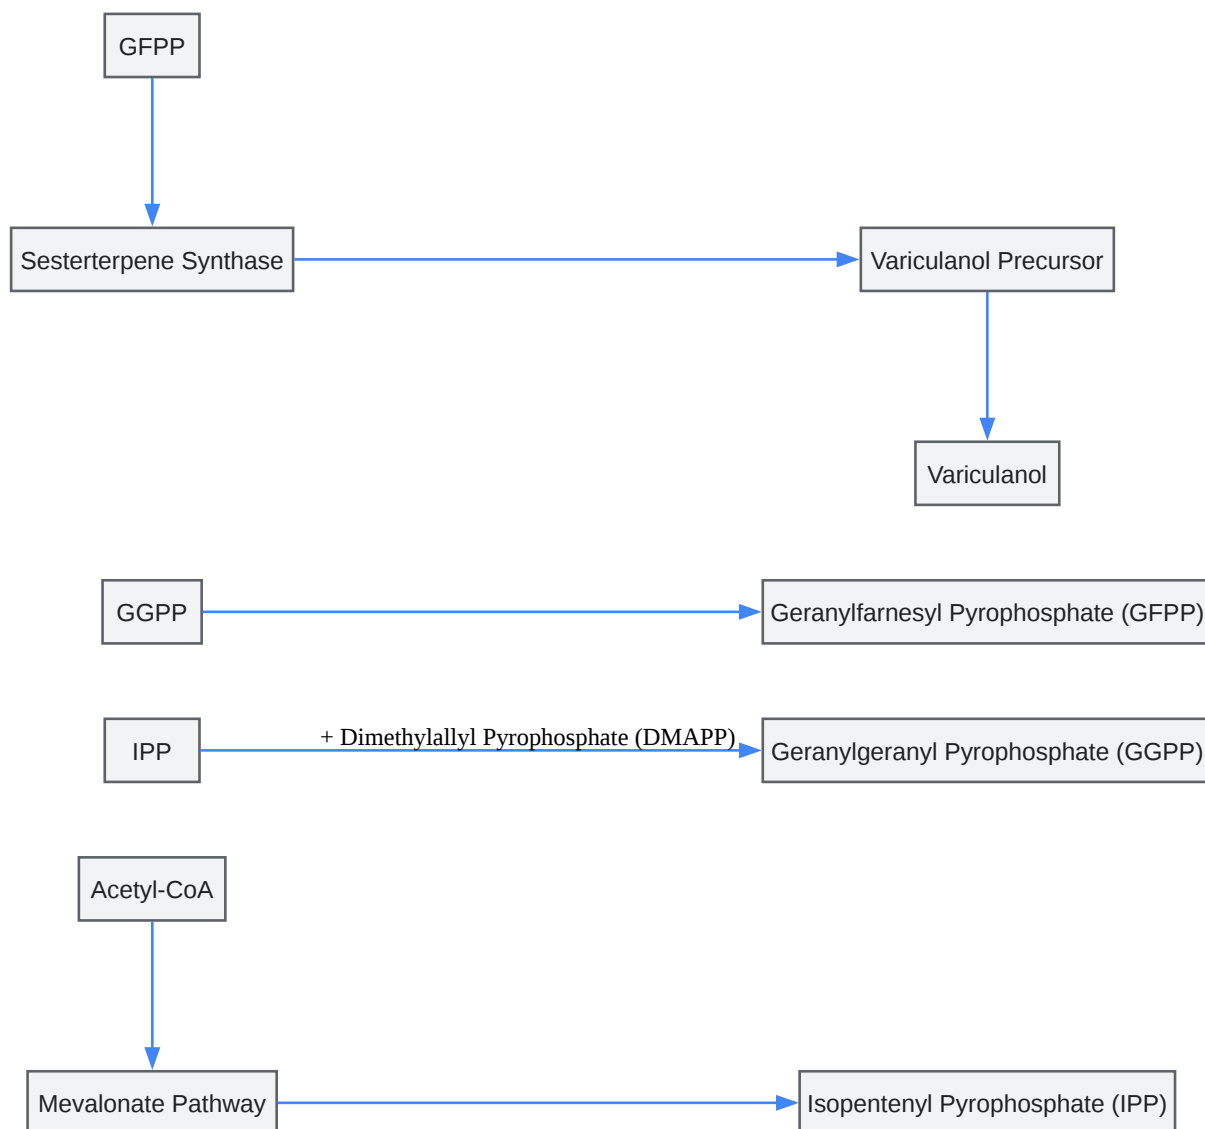 GFPP
Sesterterpene Synthase
Variculanol Precursor
Variculanol
GGPP
Geranylfarnesyl Pyrophosphate (GFPP)
IPP
+ Dimethylallyl Pyrophosphate (DMAPP)
Geranylgeranyl Pyrophosphate (GGPP)
Acetyl-CoA
Mevalonate Pathway
Isopentenyl Pyrophosphate (IPP)